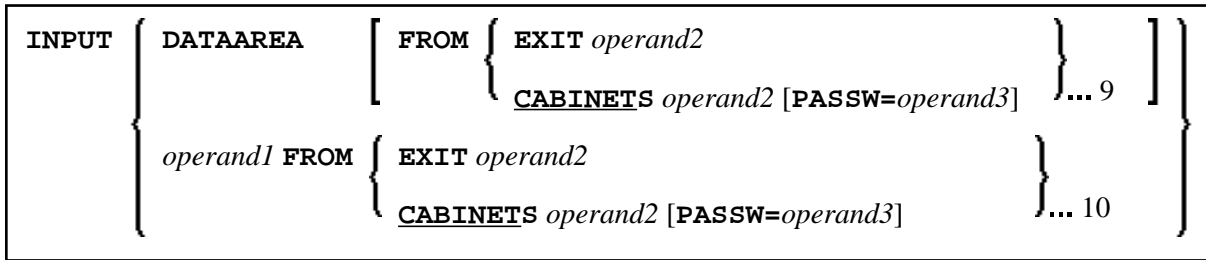 INPUT DATAAREA FROM EXIT operand2
CABINETS operand2 [PASSW=operand3] ... 9
operand1 FROM EXIT operand2
CABINETS operand2 [PASSW=operand3] ... 10